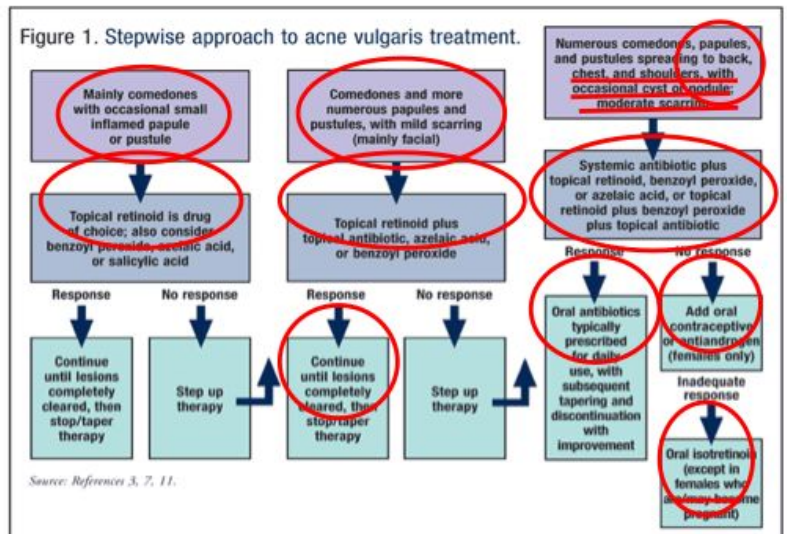 Figure 1. Stepwise approach to acne vulgaris treatment.
Mainly comedones
with occasional small
inflamed papule
or pustule
Topical retinoid is drug
of choice; also consider
benzoyl peroxide, azelaic acid,
or salicylic acid
Response
No response
Continue
until lesions
completely
cleared, then
stop/taper
therapy
Step up
therapy
Comedones and more
numerous papules and
pustules, with mild scarring
(mainly facial)
Topical retinoid plus
topical antibiotic, azelaic acid,
or benzoyl peroxide
Response
No response
Continue
until lesions
completely
cleared, then
stop/taper
therapy
Step up
therapy
Numerous comedones, papules,
and pustules spreading to back,
chest, and shoulders, with
occasional cyst or nodule;
moderate scarring
Systemic antibiotic plus
topical retinoid, benzoyl peroxide,
or azelaic acid, or topical
retinoid plus benzoyl peroxide
plus topical antibiotic
Response
No response
Oral antibiotics
typically
prescribed
for daily
use, with
subsequent
tapering and
discontinuation
with
improvement
Add oral
contraceptive
or antiandrogen
(females only)
Inadequate
response
Oral isotretinoin
(except in
females who
are/may become
pregnant)
Source: References 3, 7, 11.